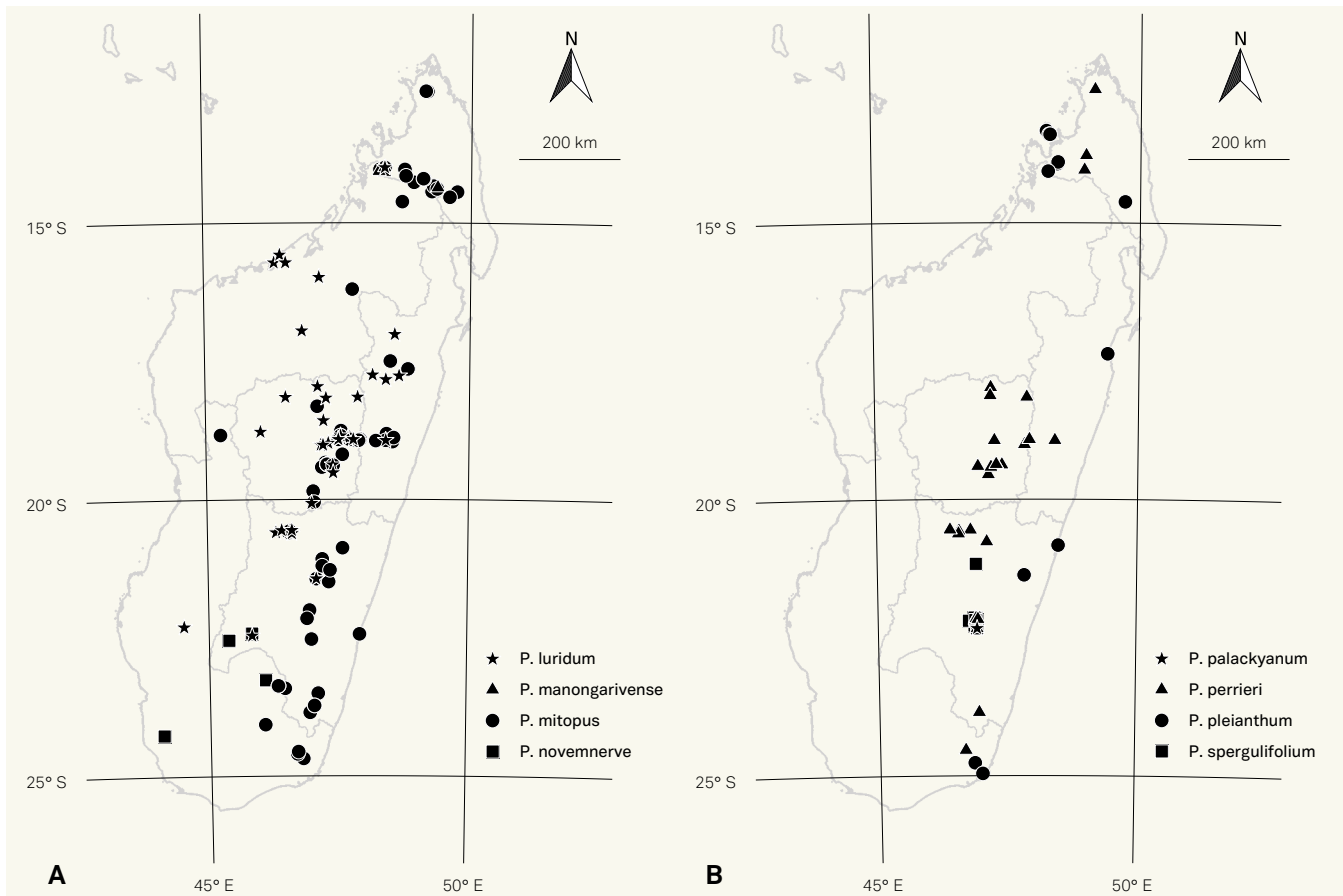 N
200 km
15° S
20° S
25° S
45° E
50° E
P. luridum
P. manongarivense
P. mitopus
P. novemnerve
A
N
200 km
15° S
20° S
25° S
45° E
50° E
P. palackyanum
P. perrieri
P. pleianthum
P. spergulifolium
B